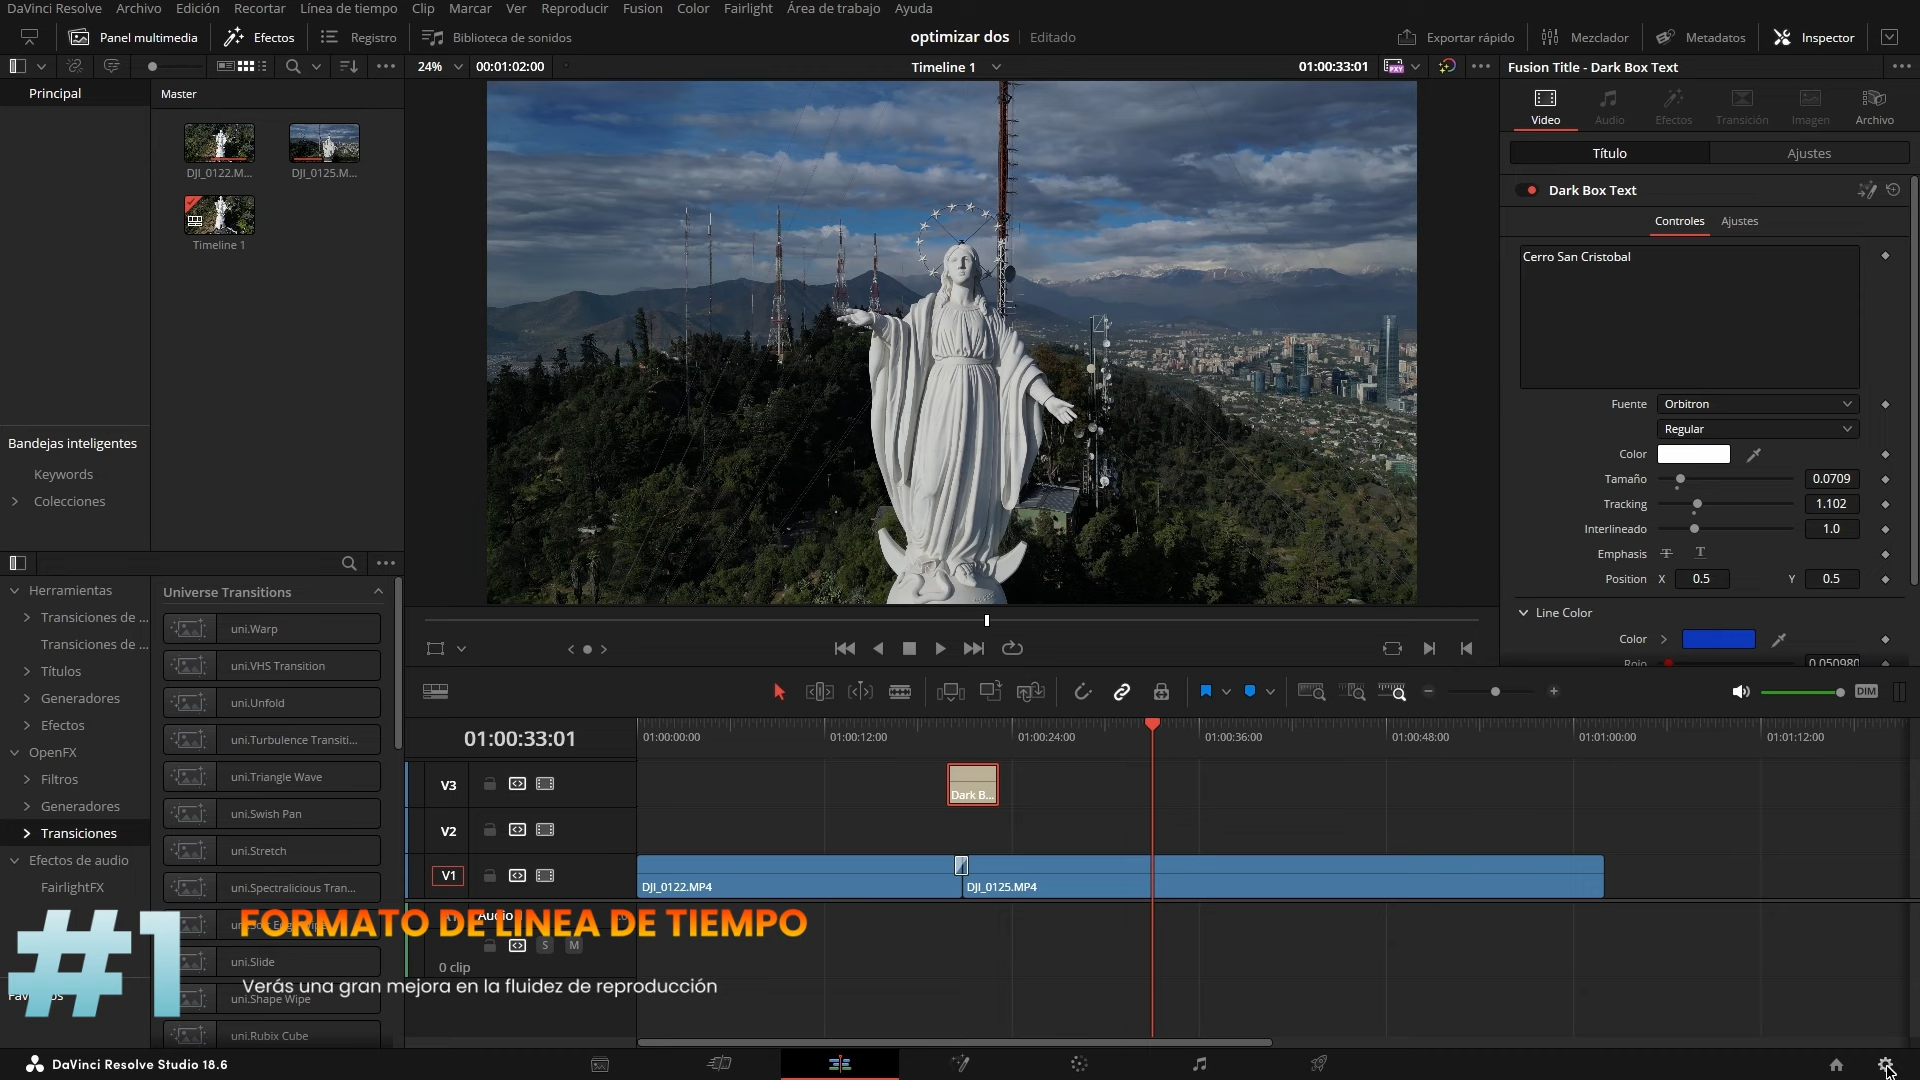 DaVinci Resolve Archivo Edición Recortar Línea de tiempo Clip Marcar Ver Reproducir Fusion Color Fairlight Área de trabajo Ayuda
Panel multimedia Efectos Registro Biblioteca de sonidos optimizar dos Editado Exportar rápido Mezclador Metadatos Inspector
24% 00:01:02:00 Timeline 1 01:00:33:01 PXY Fusion Title - Dark Box Text
Principal
Master
DJI_0122.M...
DJI_0125.M...
Timeline 1
Bandejas inteligentes
Keywords
Colecciones
Video Audio Efectos Transición Imagen Archivo
Título Ajustes
Dark Box Text
Controles Ajustes
Cerro San Cristobal
Fuente Orbitron
Regular
Color
Tamaño 0.0709
Tracking 1.102
Interlineado 1.0
Emphasis T T
Position X 0.5 Y 0.5
Line Color
Color
Rojo 0.050980
Herramientas
Transiciones de ...
Transiciones de ...
Títulos
Generadores
Efectos
OpenFX
Filtros
Generadores
Transiciones
Efectos de audio
FairlightFX
Universe Transitions
uni.Warp
uni.VHS Transition
uni.Unfold
uni.Turbulence Transiti...
uni.Triangle Wave
uni.Swish Pan
uni.Stretch
uni.Spectralicious Tran...
uni.Slide
uni.Shape Wipe
uni.Rubix Cube
DIM
01:00:33:01
01:00:00:00 01:00:12:00 01:00:24:00 01:00:36:00 01:00:48:00 01:01:00:00 01:01:12:00
V3
Dark B...
V2
V1
DJI_0122.MP4 DJI_0125.MP4
S M
0 clip
#1 FORMATO DE LINEA DE TIEMPO
Verás una gran mejora en la fluidez de reproducción
DaVinci Resolve Studio 18.6